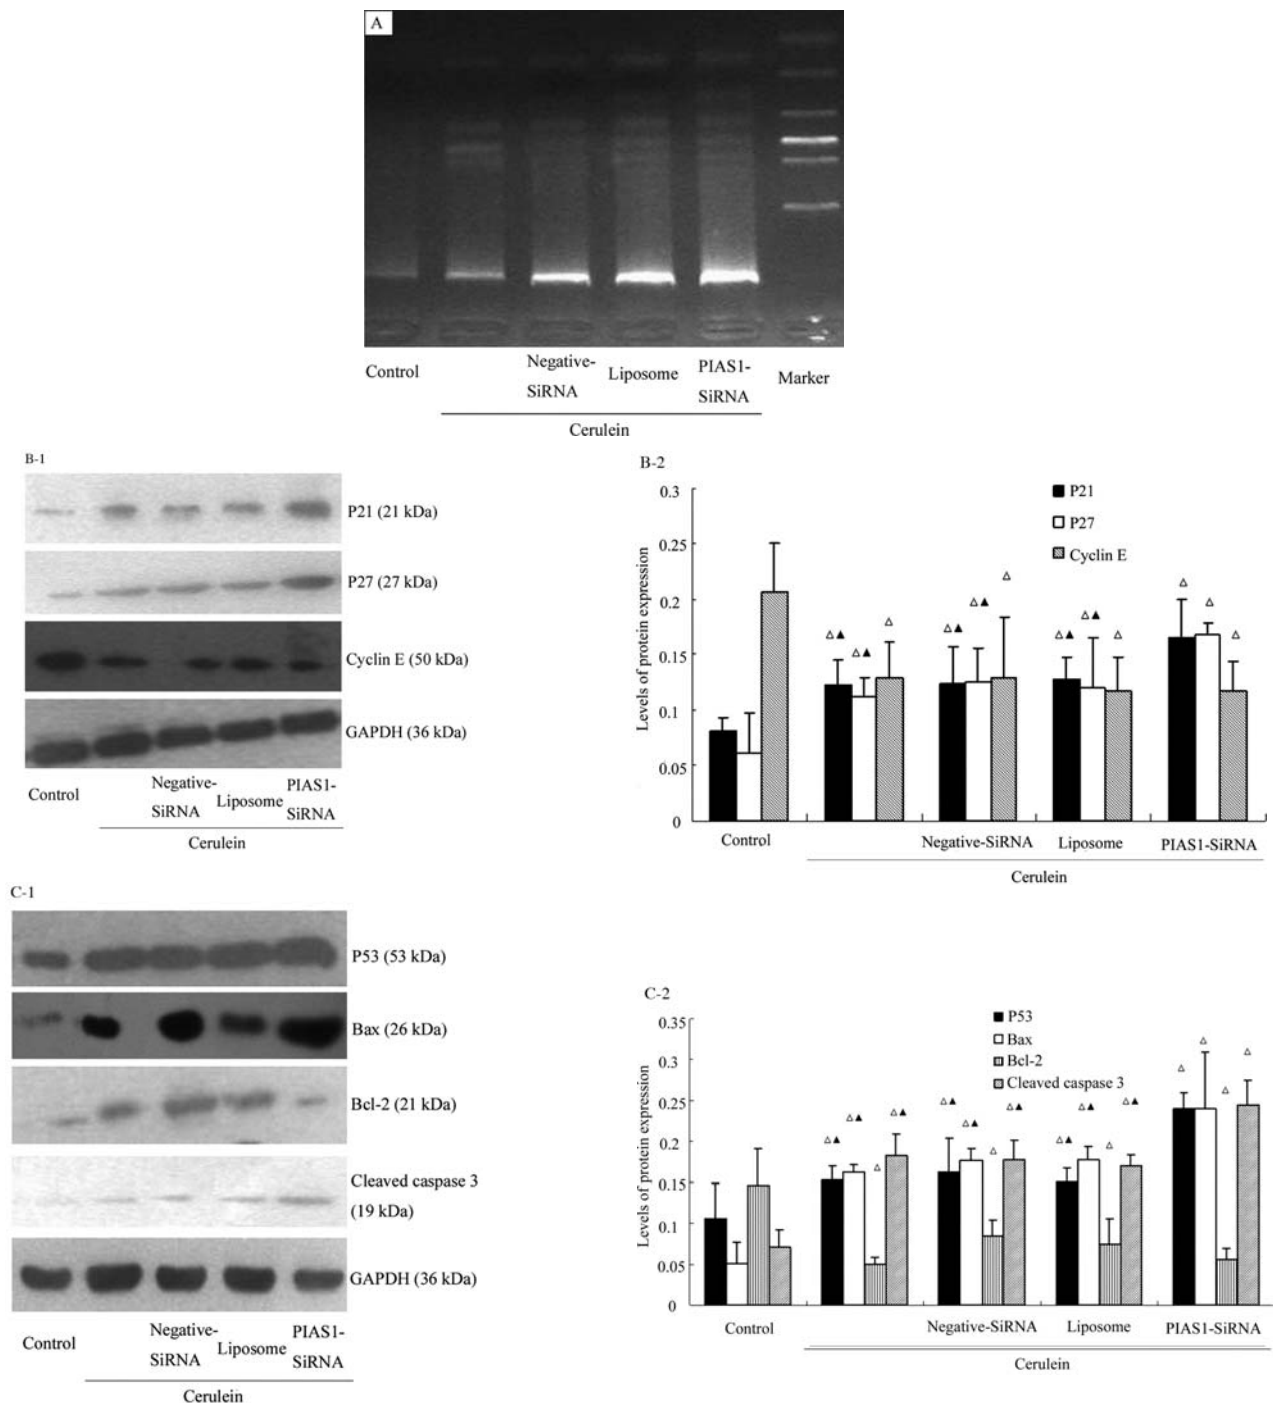 A
Control
Negative-
SiRNA
Liposome
PIAS1-
SiRNA
Marker
Cerulein
B-1
P21 (21 kDa)
P27 (27 kDa)
Cyclin E (50 kDa)
GAPDH (36 kDa)
Control
Negative-
SiRNA
Liposome
PIAS1-
SiRNA
Cerulein
B-2
Levels of protein expression
0.3
0.25
0.2
0.15
0.1
0.05
0
P21
P27
Cyclin E
Control
Negative-SiRNA
Liposome
PIAS1-SiRNA
Cerulein
C-1
P53 (53 kDa)
Bax (26 kDa)
Bcl-2 (21 kDa)
Cleaved caspase 3
(19 kDa)
GAPDH (36 kDa)
Control
Negative-
SiRNA
Liposome
PIAS1-
SiRNA
Cerulein
C-2
Levels of protein expression
0.35
0.3
0.25
0.2
0.15
0.1
0.05
0
P53
Bax
Bcl-2
Cleaved caspase 3
Control
Negative-SiRNA
Liposome
PIAS1-SiRNA
Cerulein